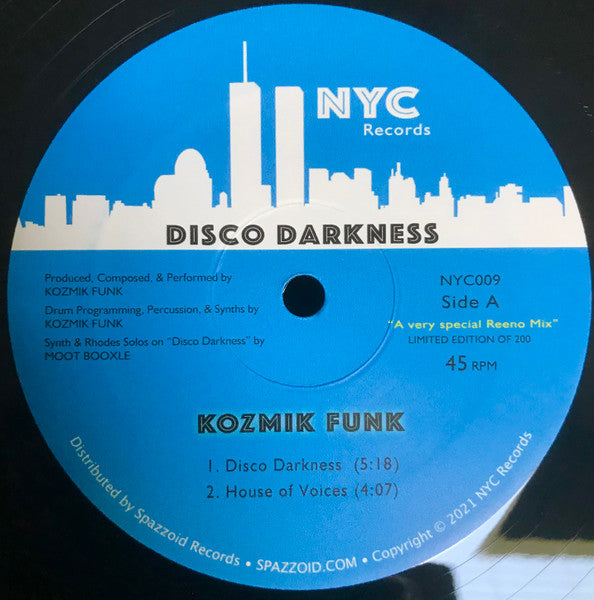 NYC
Records
DISCO DARKNESS
Produced, Composed, & Performed by
KOZMIK FUNK
Drum Programming, Percussion, & Synths by
KOZMIK FUNK
Synth & Rhodes Solos on "Disco Darkness" by
MOOT BOOXLE
NYC009
Side A
"A very special Reeno Mix"
LIMITED EDITION OF 200
45 RPM
KOZMIK FUNK
1. Disco Darkness (5:18)
2. House of Voices (4:07)
Distributed by Spazzoid Records • SPAZZOID.COM • Copyright © 2021 NYC Records